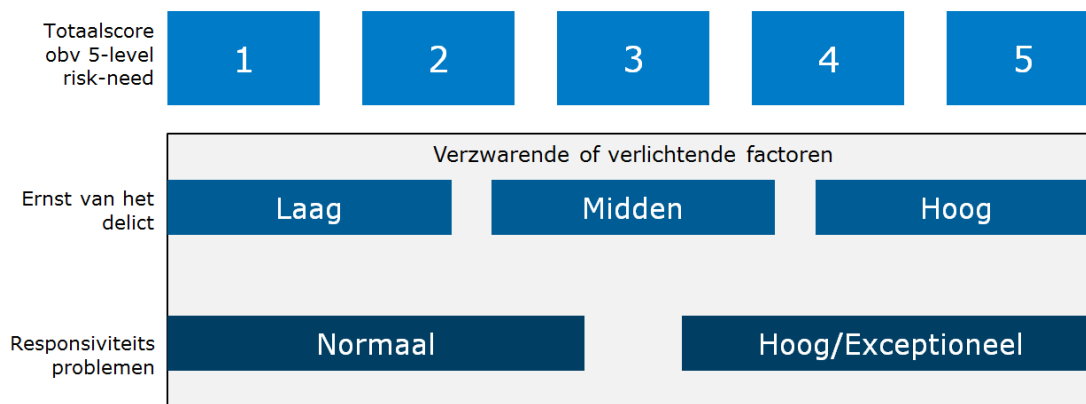 Totaalscore
obv 5-level
risk-need
1
2
3
4
5
Verzwarende of verlichtende factoren
Ernst van het
delict
Laag
Midden
Hoog
Responsiviteits
problemen
Normaal
Hoog/Exceptioneel